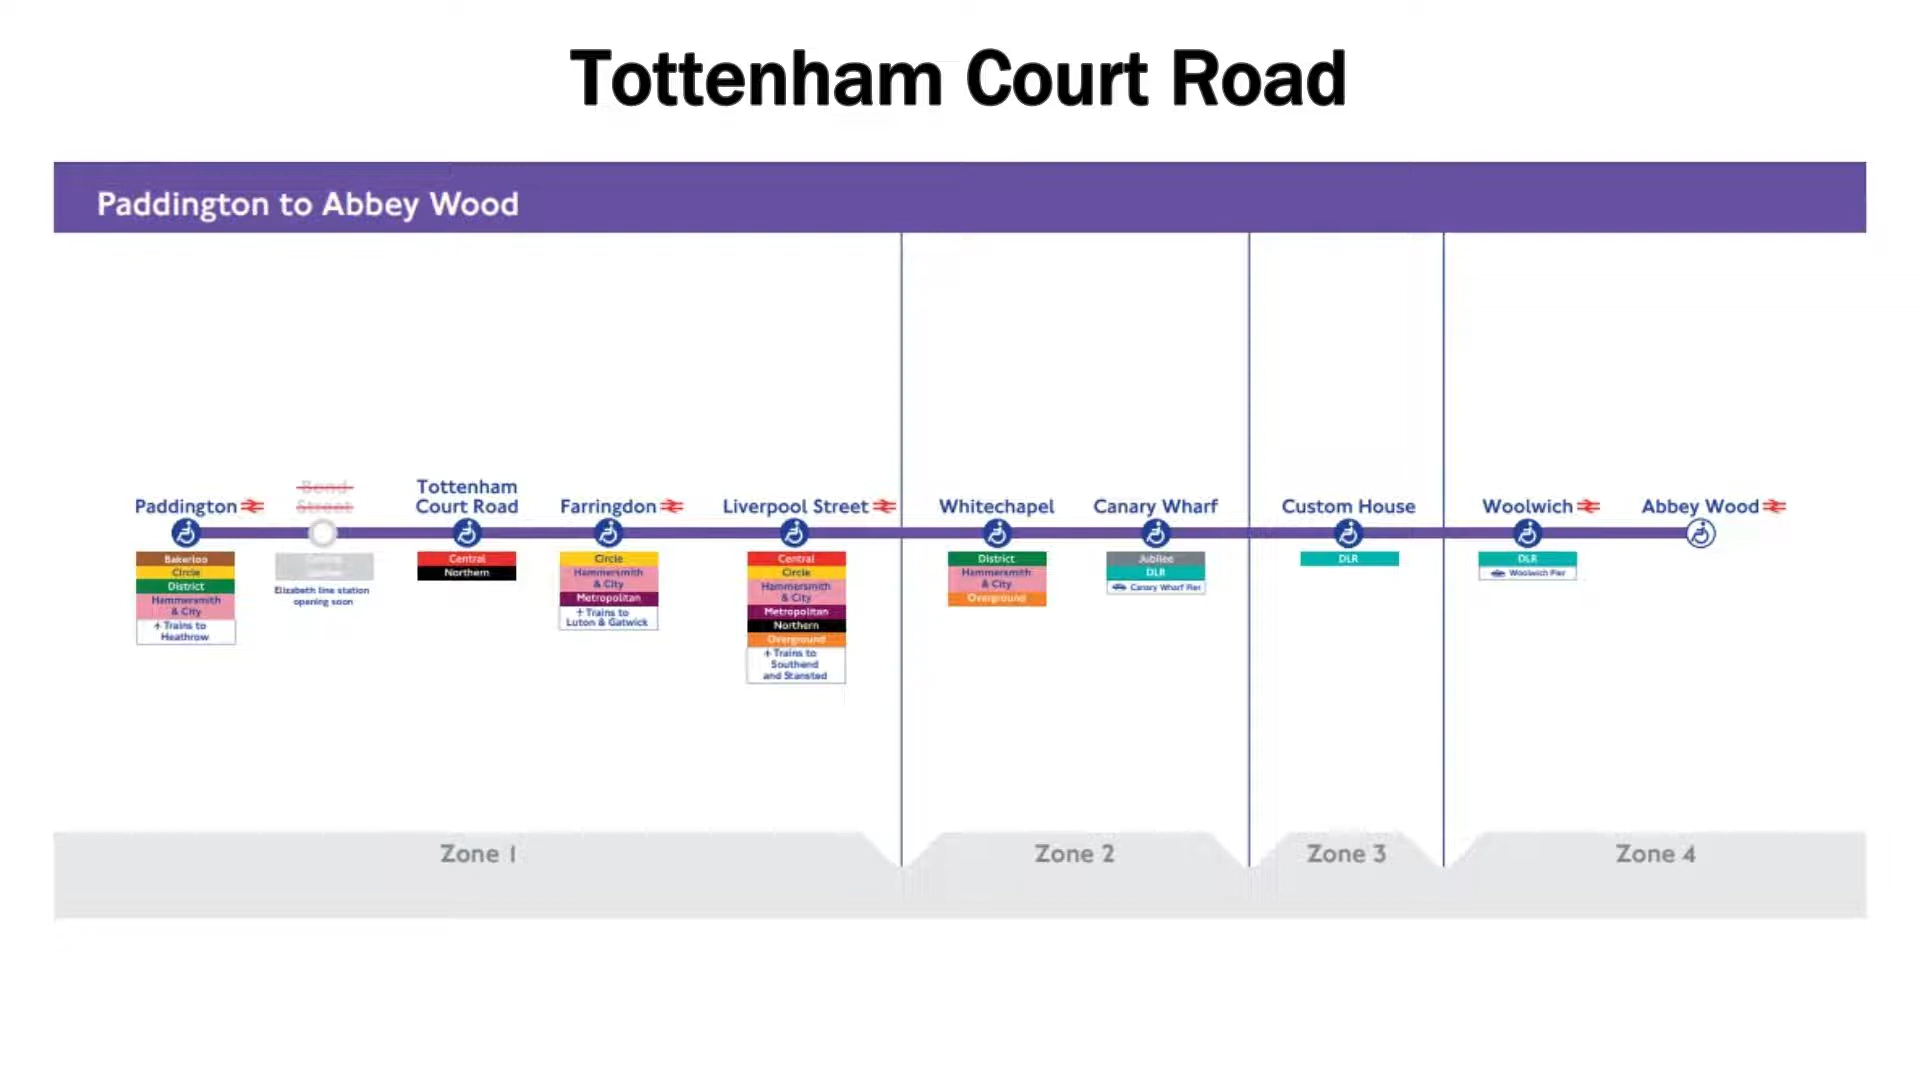 Tottenham Court Road
Paddington to Abbey Wood
Paddington
Bond
Street
Tottenham
Court Road
Farringdon
Liverpool Street
Whitechapel
Canary Wharf
Custom House
Woolwich
Abbey Wood
Bakerloo
Circle
District
Hammersmith
& City
Trains to
Heathrow
Elizabeth line station
opening soon
Central
Northern
Circle
Hammersmith
& City
Metropolitan
Trains to
Luton & Gatwick
Central
Circle
Hammersmith
& City
Metropolitan
Northern
Overground
Trains to
Southend
and Stansted
District
Hammersmith
& City
Overground
Jubilee
DLR
Canary Wharf Pier
DLR
DLR
Woolwich Pier
Zone 1
Zone 2
Zone 3
Zone 4